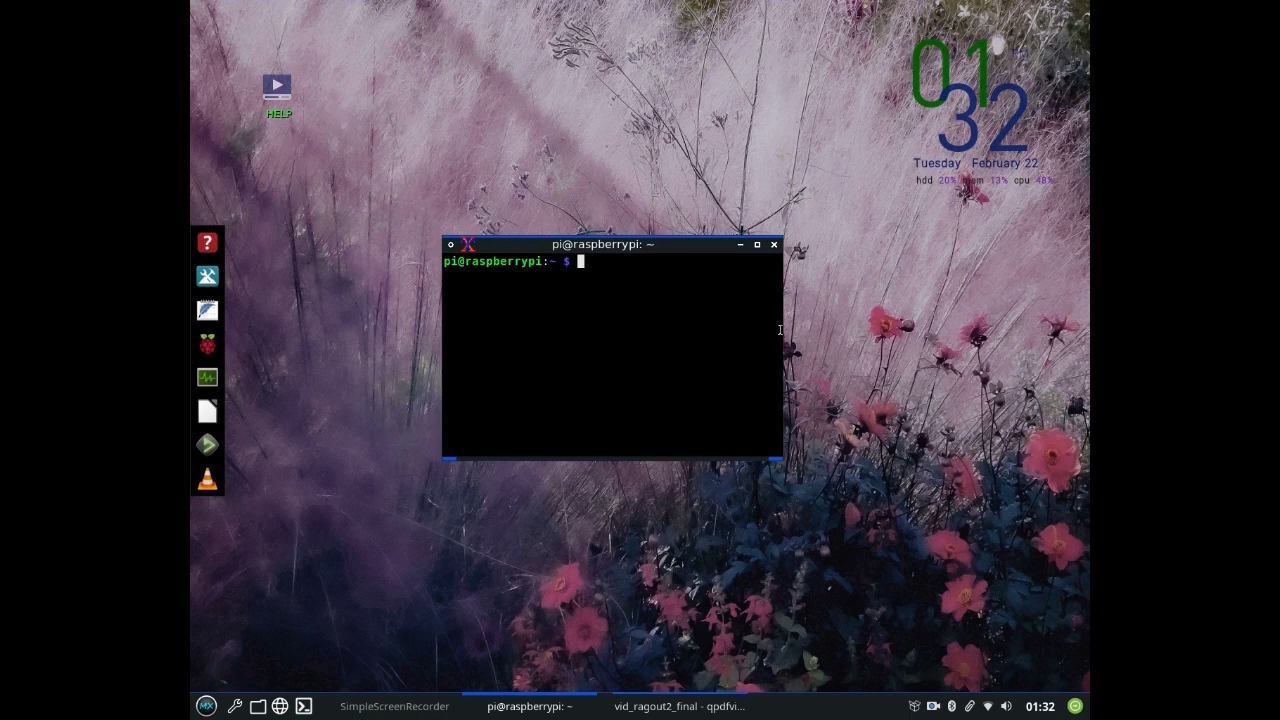 01
32
Tuesday February 22
hdd 20% mem 13% cpu 48%
HELP
pi@raspberrypi: ~
pi@raspberrypi:~ $
MX
SimpleScreenRecorder
pi@raspberrypi: ~
vid_ragout2_final - qpdfvi...
01:32